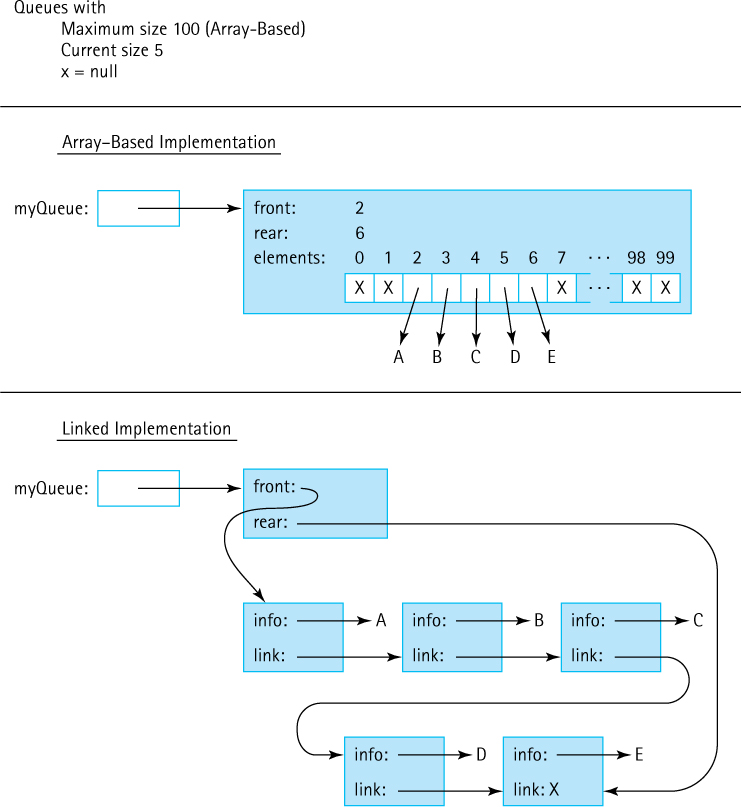 Queues with
Maximum size 100 (Array-Based)
Current size 5
x = null
Array–Based Implementation
myQueue:
front: 2
rear: 6
elements: 0 1 2 3 4 5 6 7 ··· 98 99
X X X ··· X X
A B C D E
Linked Implementation
myQueue:
front:
rear:
info: A info: B info: C
link: link: link:
info: D info: E
link: link: X